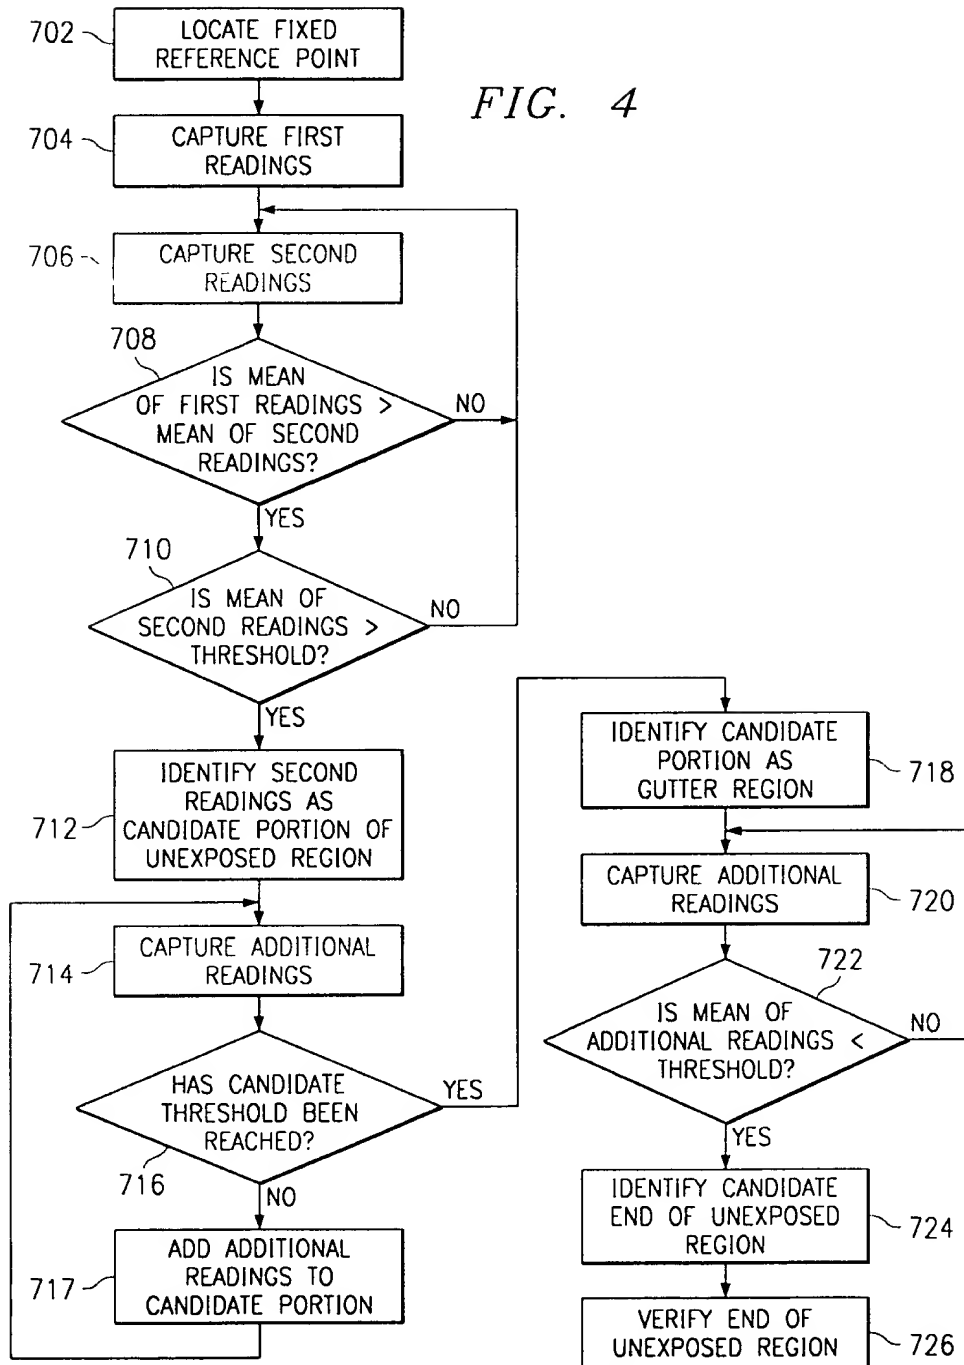 702
LOCATE FIXED
REFERENCE POINT
FIG. 4
704
CAPTURE FIRST
READINGS
706
CAPTURE SECOND
READINGS
708
IS MEAN
OF FIRST READINGS >
MEAN OF SECOND
READINGS?
NO
YES
710
IS MEAN OF
SECOND READINGS >
THRESHOLD?
NO
YES
712
IDENTIFY SECOND
READINGS AS
CANDIDATE PORTION OF
UNEXPOSED REGION
714
CAPTURE ADDITIONAL
READINGS
HAS CANDIDATE
THRESHOLD BEEN
REACHED?
YES
716
NO
717
ADD ADDITIONAL
READINGS TO
CANDIDATE PORTION
IDENTIFY CANDIDATE
PORTION AS
GUTTER REGION
718
CAPTURE ADDITIONAL
READINGS
720
722
IS MEAN OF
ADDITIONAL READINGS <
THRESHOLD?
NO
YES
IDENTIFY CANDIDATE
END OF UNEXPOSED
REGION
724
VERIFY END OF
UNEXPOSED REGION
726